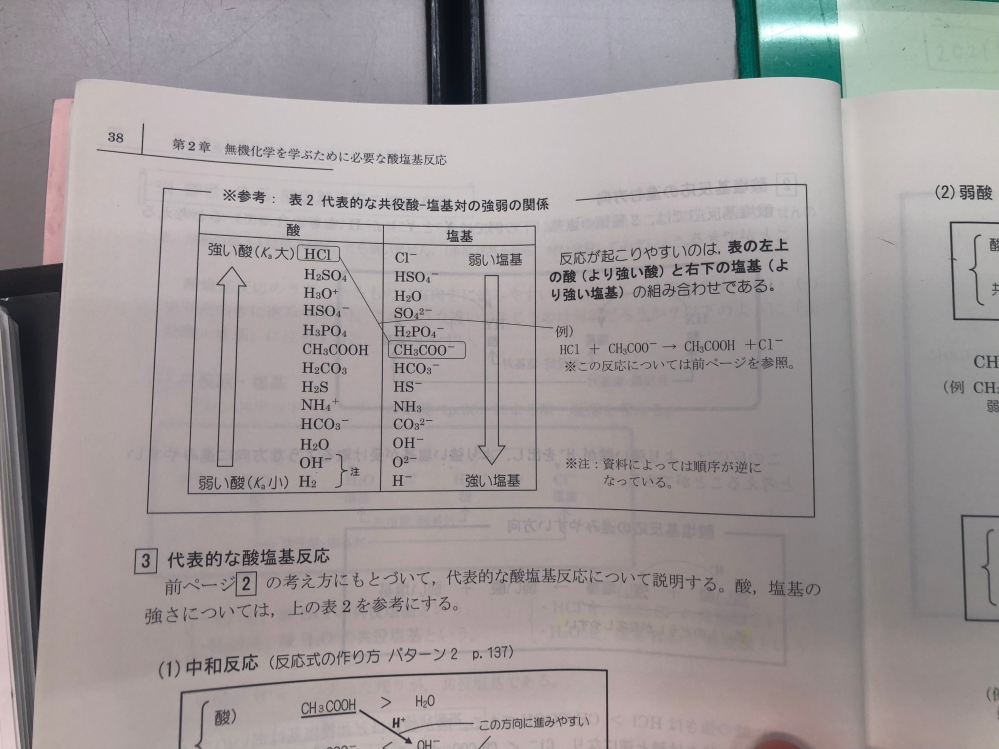 38
第2章 無機化学を学ぶために必要な酸塩基反応
※参考： 表2 代表的な共役酸-塩基対の強弱の関係
酸 塩基
強い酸(Ka大) HCl Cl⁻ 弱い塩基
H₂SO₄ HSO₄⁻
H₃O⁺ H₂O
HSO₄⁻ SO₄²⁻
H₃PO₄ H₂PO₄⁻
CH₃COOH CH₃COO⁻
H₂CO₃ HCO₃⁻
H₂S HS⁻
NH₄⁺ NH₃
HCO₃⁻ CO₃²⁻
H₂O OH⁻
OH⁻ O²⁻
注
弱い酸(Ka小) H₂ H⁻ 強い塩基
反応が起こりやすいのは，表の左上
の酸（より強い酸）と右下の塩基（よ
り強い塩基）の組み合わせである。
例)
HCl + CH₃COO⁻ → CH₃COOH + Cl⁻
※この反応については前ページを参照。
※注：資料によっては順序が逆に
なっている。
3 代表的な酸塩基反応
前ページ2 の考え方にもとづいて，代表的な酸塩基反応について説明する。酸，塩基の
強さについては，上の表2を参考にする。
(1) 中和反応（反応式の作り方 パターン2 p.137）
酸) CH₃COOH > H₂O
H⁺ この方向に進みやすい
< OH⁻
(2) 弱酸
酸
共
CH
(例 CH₃
弱